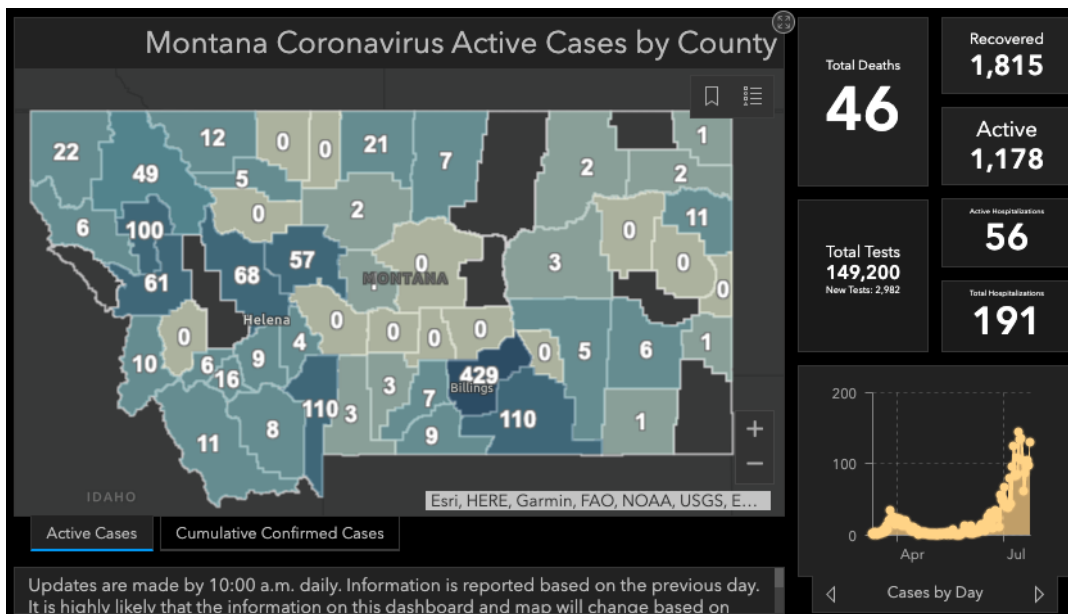 Montana Coronavirus Active Cases by County
22
12
0
0
21
7
2
1
49
5
2
2
6
100
0
11
0
61
68
57
0
3
0
0
MONTANA
Helena
0
0
0
0
0
1
10
0
6
16
9
4
3
7
429
Billings
5
6
110
3
9
110
1
11
8
IDAHO
+
−
Esri, HERE, Garmin, FAO, NOAA, USGS, E...
Active Cases
Cumulative Confirmed Cases
Updates are made by 10:00 a.m. daily. Information is reported based on the previous day.
It is highly likely that the information on this dashboard and map will change based on
Total Deaths
46
Recovered
1,815
Active
1,178
Total Tests
149,200
New Tests: 2,982
Active Hospitalizations
56
Total Hospitalizations
191
200
100
0
Apr
Jul
Cases by Day